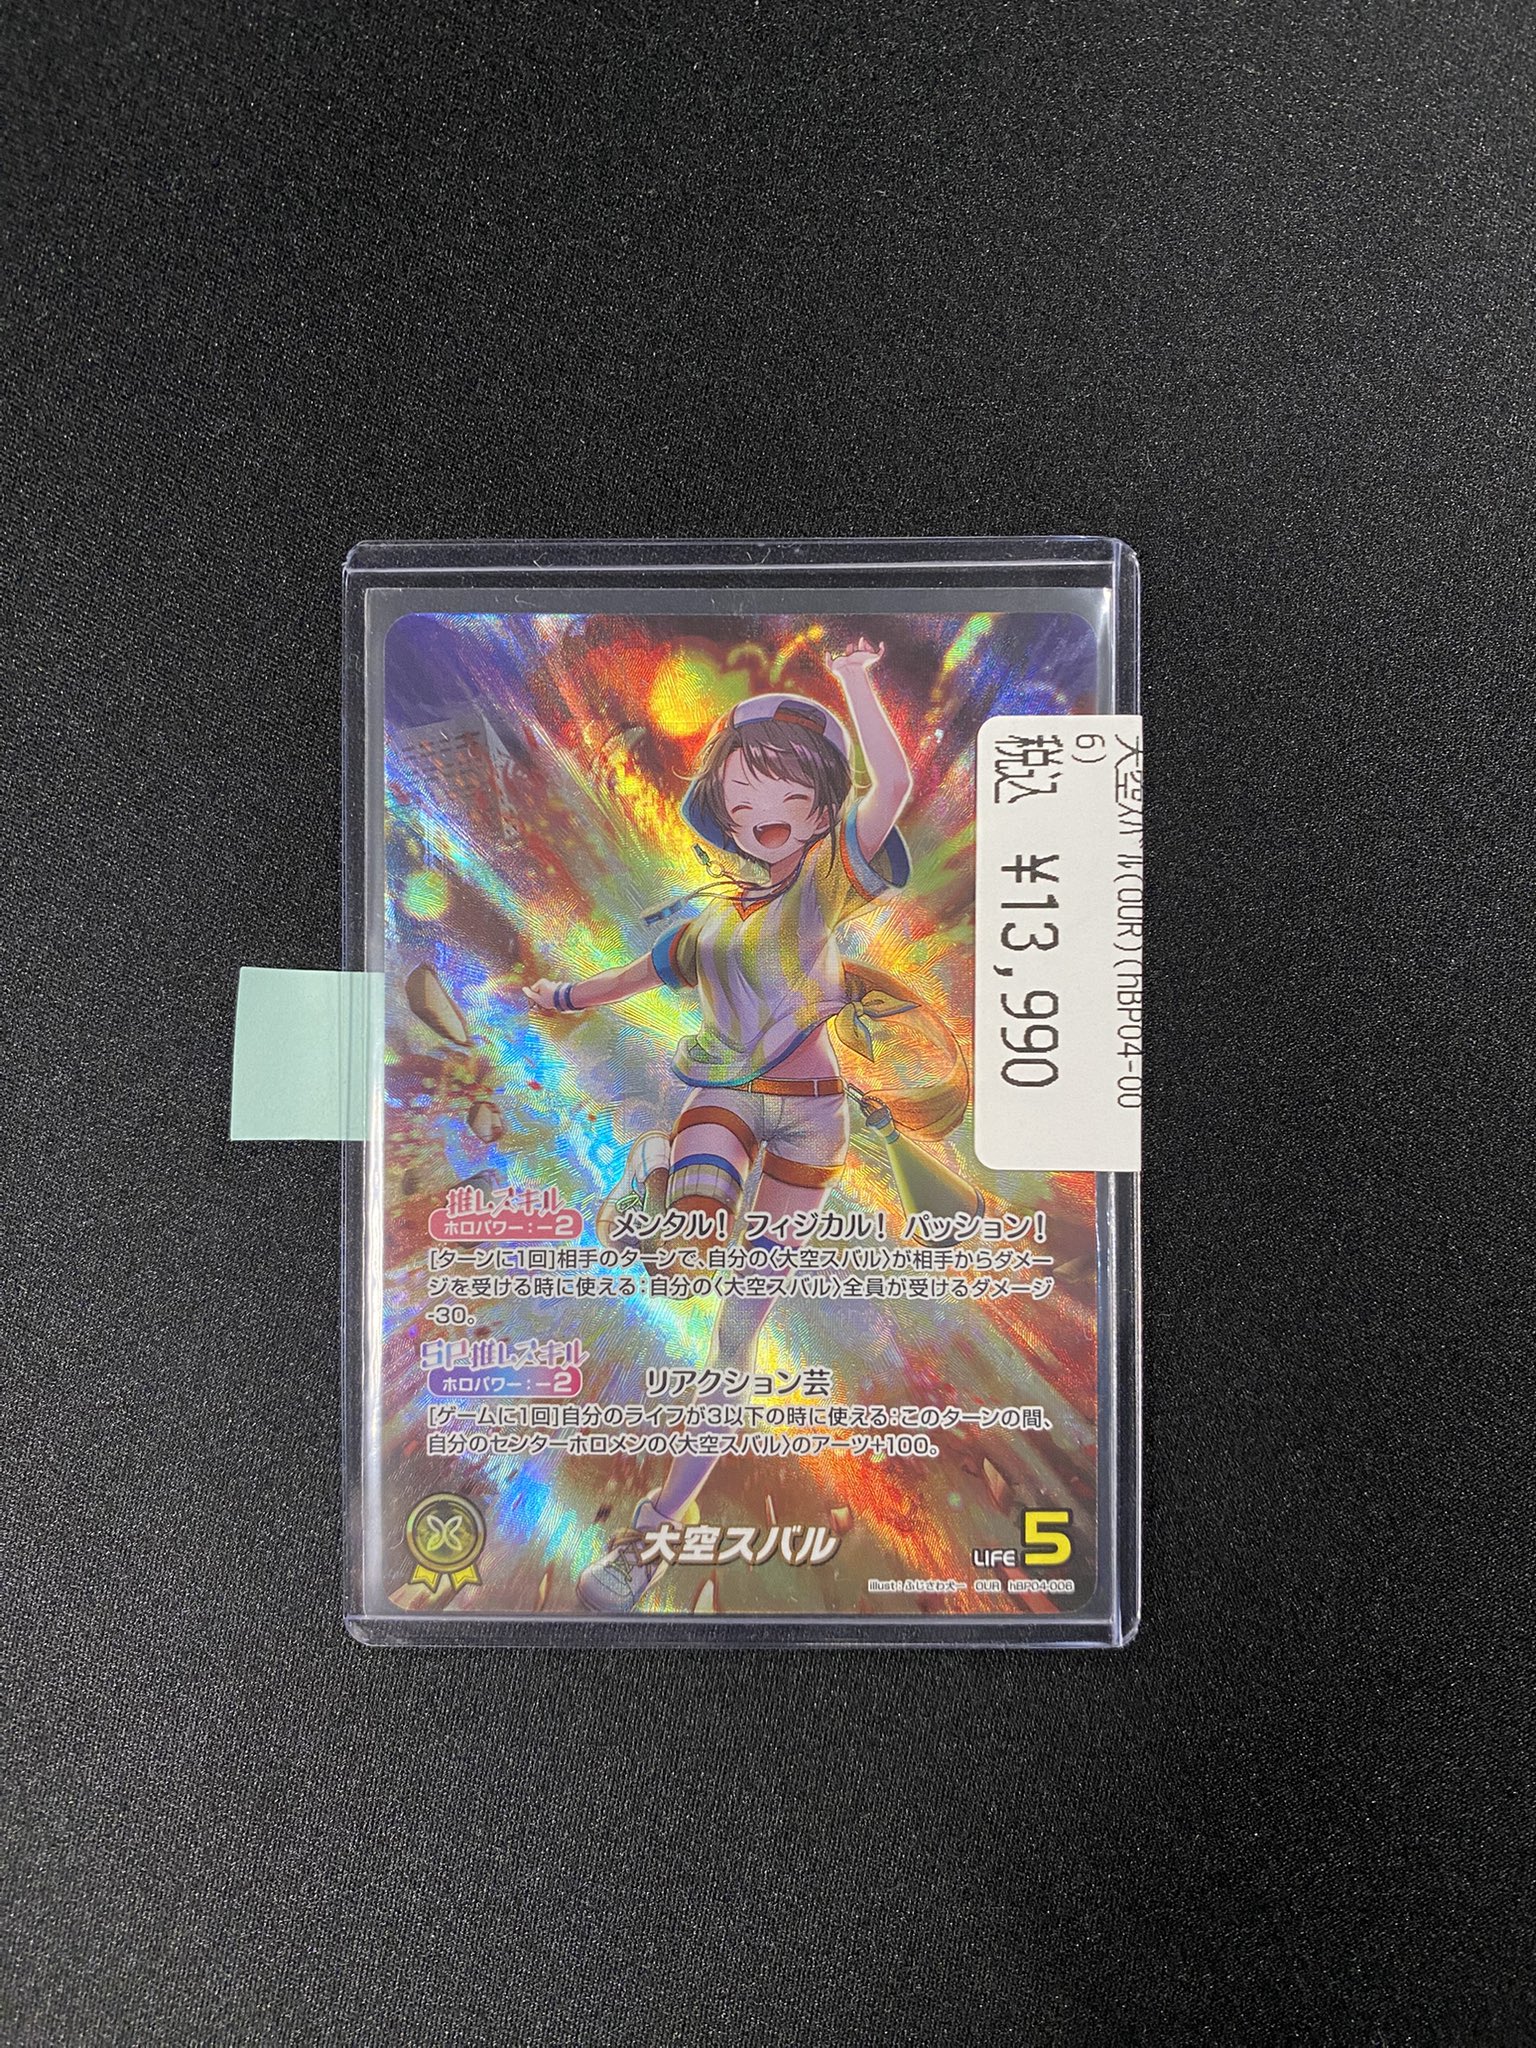 大空スバル(OUR)(hBP04-00
6)
税込 ¥13,990
推しスキル
ホロパワー：－2
メンタル！ フィジカル！ パッション！
[ターンに1回]相手のターンで、自分の〈大空スバル〉が相手からダメー
ジを受ける時に使える：自分の〈大空スバル〉全員が受けるダメージ
-30。
SP推しスキル
ホロパワー：－2
リアクション芸
[ゲームに1回]自分のライフが3以下の時に使える：このターンの間、
自分のセンターホロメンの〈大空スバル〉のアーツ+100。
大空スバル
LIFE 5
illust：ふじさわ犬一 OUR hBP04-006